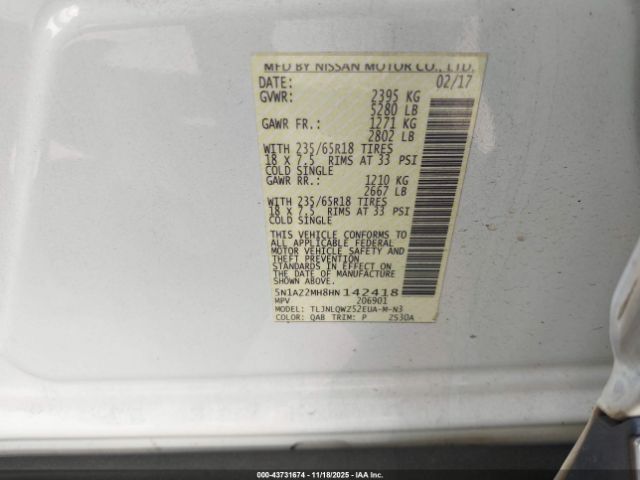 MFD BY NISSAN MOTOR CO., LTD.
DATE: 02/17
GVWR: 2395 KG
5280 LB
GAWR FR.: 1271 KG
2802 LB
WITH 235/65R18 TIRES
18 X 7.5 RIMS AT 33 PSI
COLD SINGLE
GAWR RR.: 1210 KG
2667 LB
WITH 235/65R18 TIRES
18 X 7.5 RIMS AT 33 PSI
COLD SINGLE
THIS VEHICLE CONFORMS TO
ALL APPLICABLE FEDERAL
MOTOR VEHICLE SAFETY AND
THEFT PREVENTION
STANDARDS IN EFFECT ON
THE DATE OF MANUFACTURE
SHOWN ABOVE.
5N1A22MH8HN142418
MPV 206901
MODEL: TLJNLQWZ52EUA-M-N3
COLOR: QAB TRIM: P 2530A
000-43731674 | 11/18/2025 — IAA Inc.